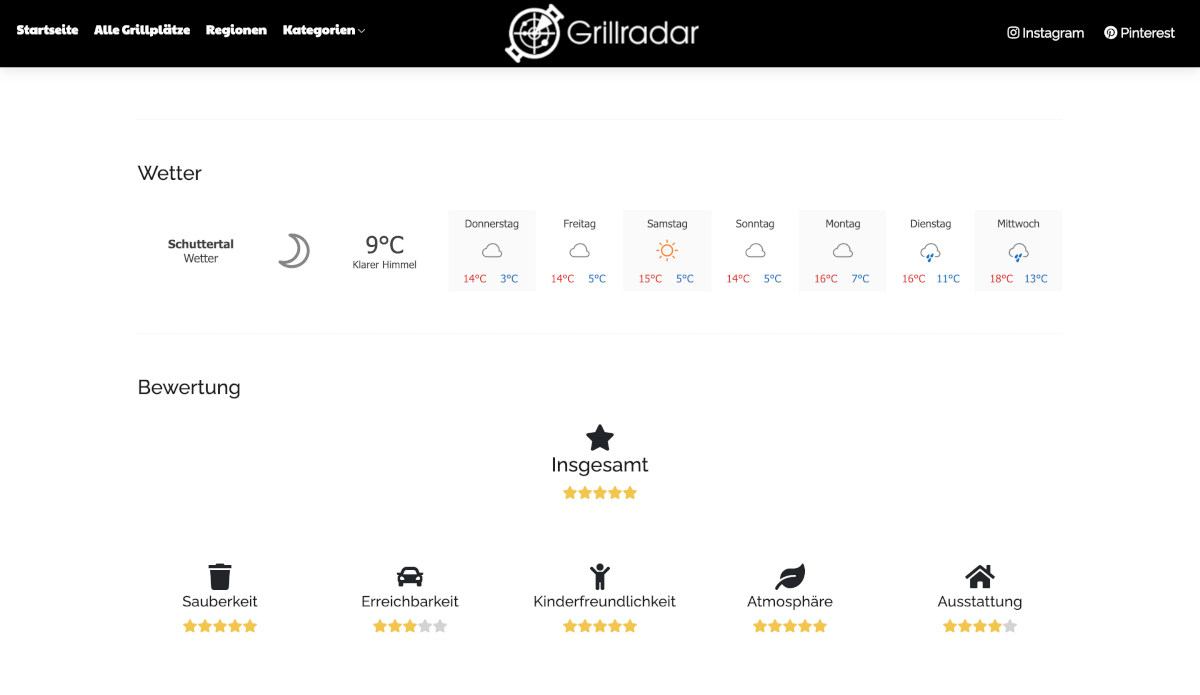 Startseite Alle Grillplätze Regionen Kategorien Grillradar Instagram Pinterest
Wetter
Schuttertal
Wetter
9°C
Klarer Himmel
Donnerstag Freitag Samstag Sonntag Montag Dienstag Mittwoch
14°C 3°C 14°C 5°C 15°C 5°C 14°C 5°C 16°C 7°C 16°C 11°C 18°C 13°C
Bewertung
Insgesamt
Sauberkeit Erreichbarkeit Kinderfreundlichkeit Atmosphäre Ausstattung